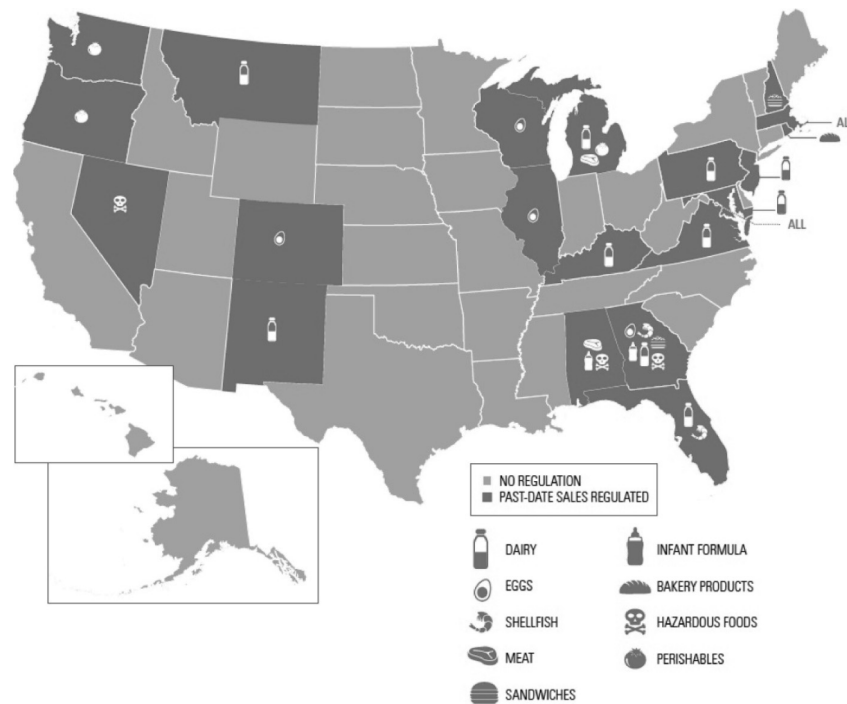 AL
ALL
NO REGULATION
PAST-DATE SALES REGULATED
DAIRY
INFANT FORMULA
EGGS
BAKERY PRODUCTS
SHELLFISH
HAZARDOUS FOODS
MEAT
PERISHABLES
SANDWICHES